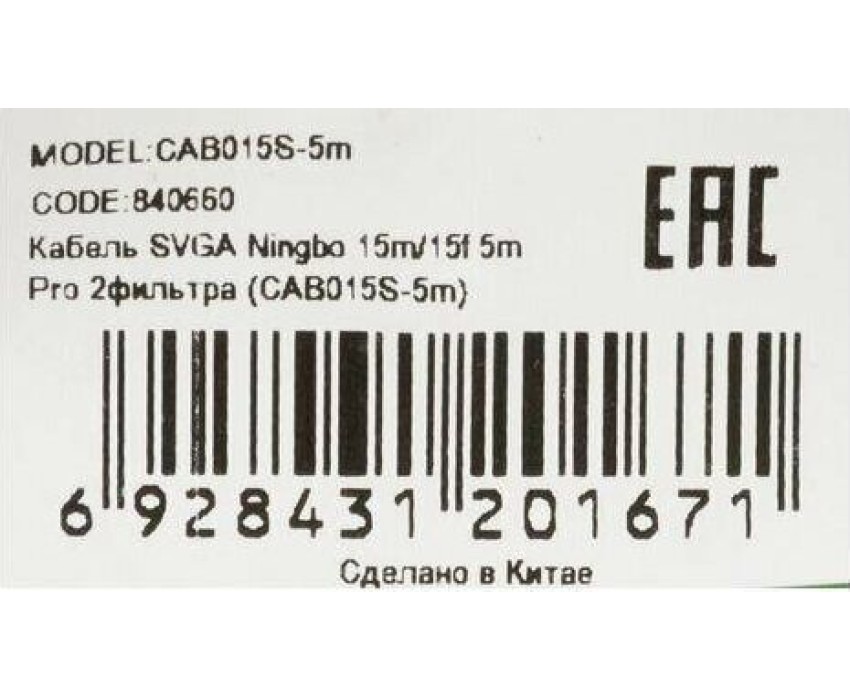 MODEL:CAB015S-5m
CODE:840660
Кабель SVGA Ningbo 15m/15f 5m
Pro 2фильтра (CAB015S-5m)
EAC
6 928431 201671
Сделано в Китае